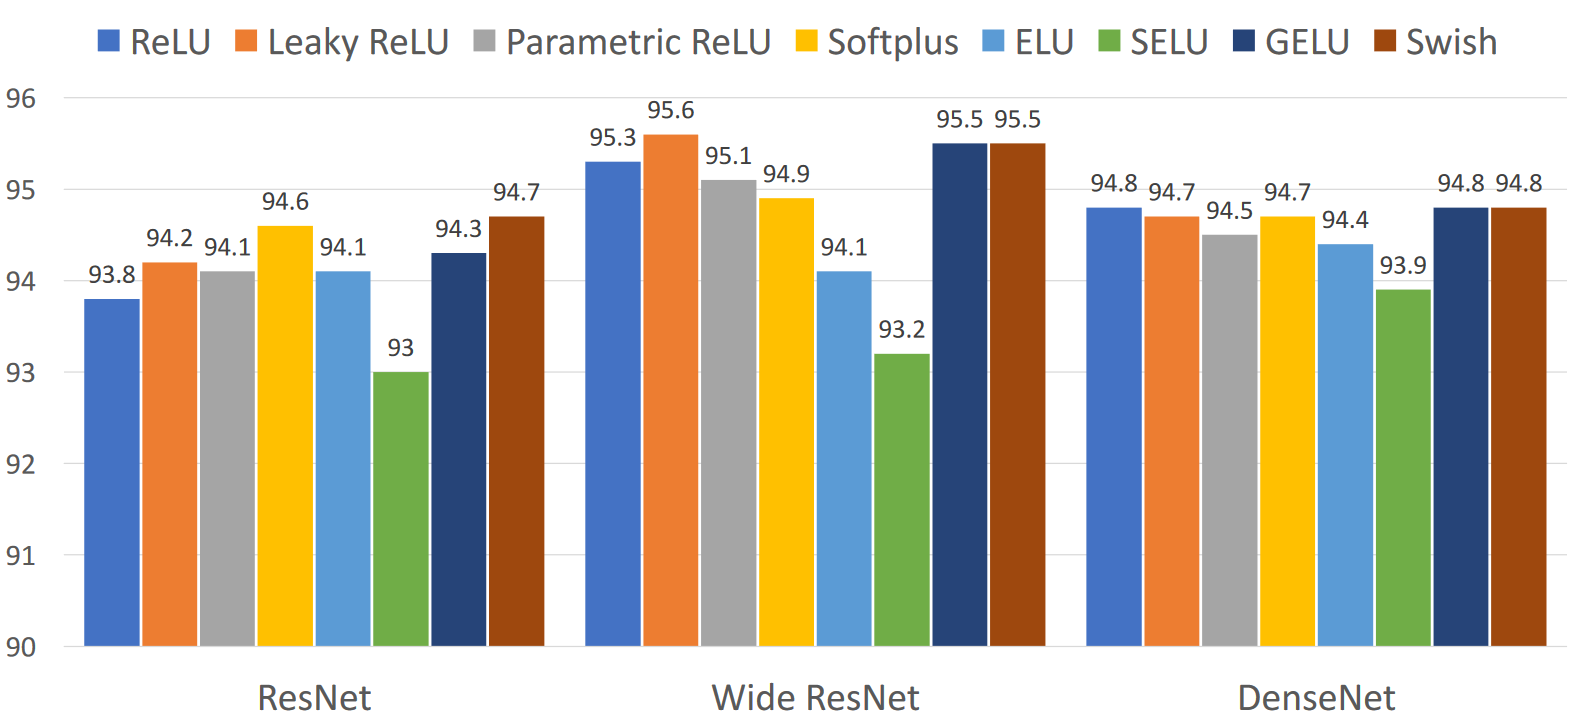 ReLU Leaky ReLU Parametric ReLU Softplus ELU SELU GELU Swish
96
95
94
93
92
91
90
93.8 94.2 94.1 94.6 94.1 93 94.3 94.7
95.3 95.6 95.1 94.9 94.1 93.2 95.5 95.5
94.8 94.7 94.5 94.7 94.4 93.9 94.8 94.8
ResNet Wide ResNet DenseNet